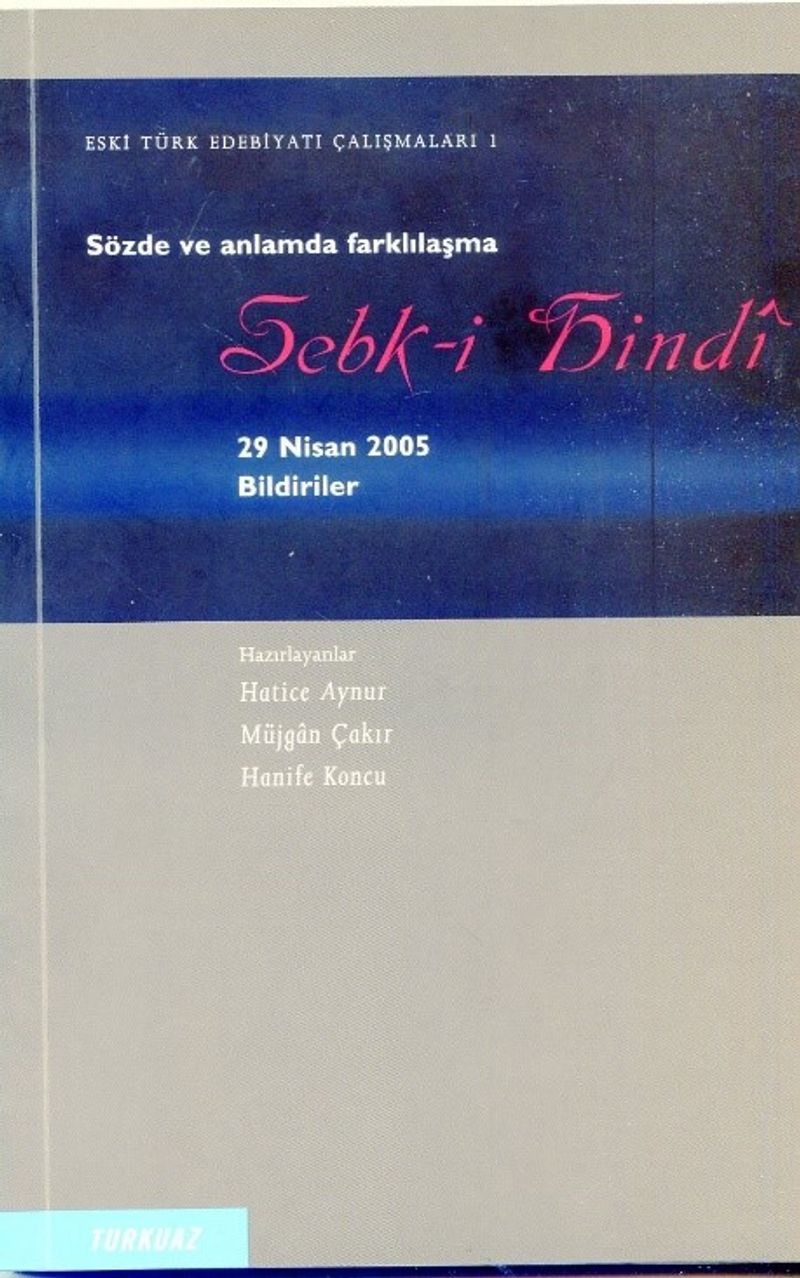 ESKİ TÜRK EDEBİYATI ÇALIŞMALARI 1
Sözde ve anlamda farklılaşma
Sebk-i Hindî
29 Nisan 2005
Bildiriler
Hazırlayanlar
Hatice Aynur
Müjgân Çakır
Hanife Koncu
TURKUAZ